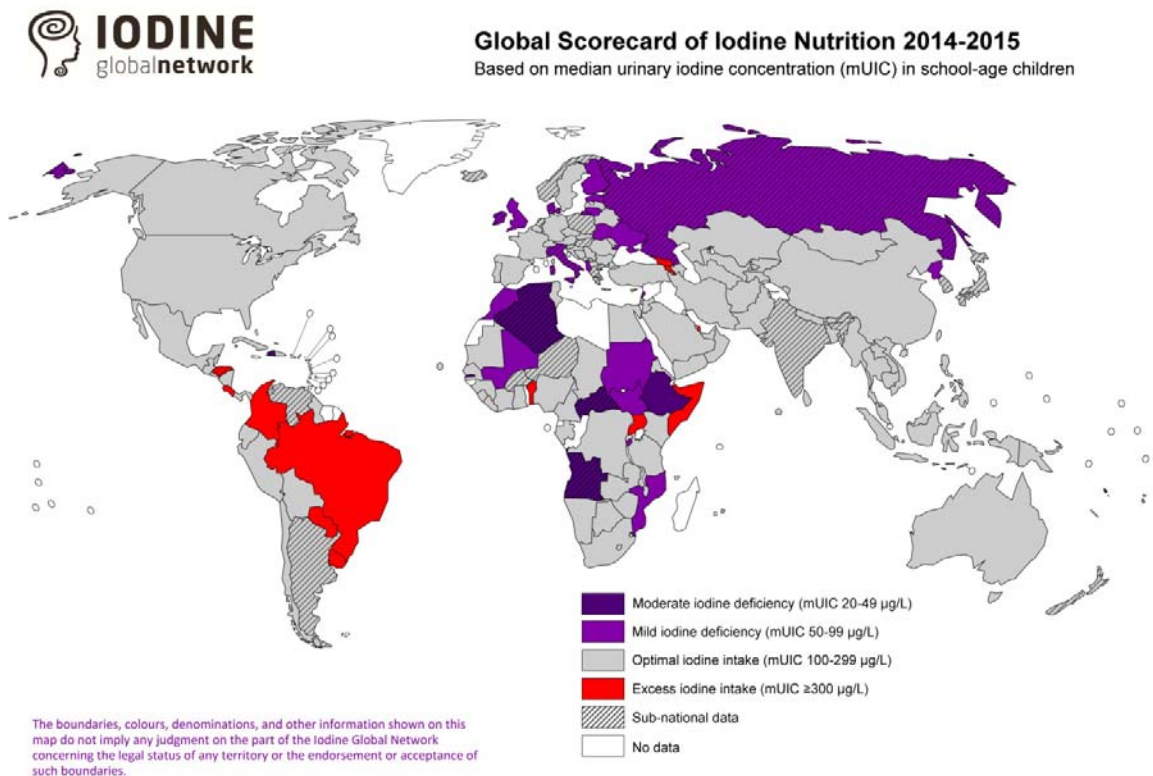 IODINE
globalnetwork
Global Scorecard of Iodine Nutrition 2014-2015
Based on median urinary iodine concentration (mUIC) in school-age children
Moderate iodine deficiency (mUIC 20-49 µg/L)
Mild iodine deficiency (mUIC 50-99 µg/L)
Optimal iodine intake (mUIC 100-299 µg/L)
Excess iodine intake (mUIC ≥300 µg/L)
Sub-national data
No data
The boundaries, colours, denominations, and other information shown on this
map do not imply any judgment on the part of the Iodine Global Network
concerning the legal status of any territory or the endorsement or acceptance of
such boundaries.